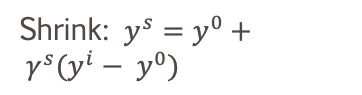 Shrink: yˢ = y⁰ +
γˢ(yⁱ − y⁰)